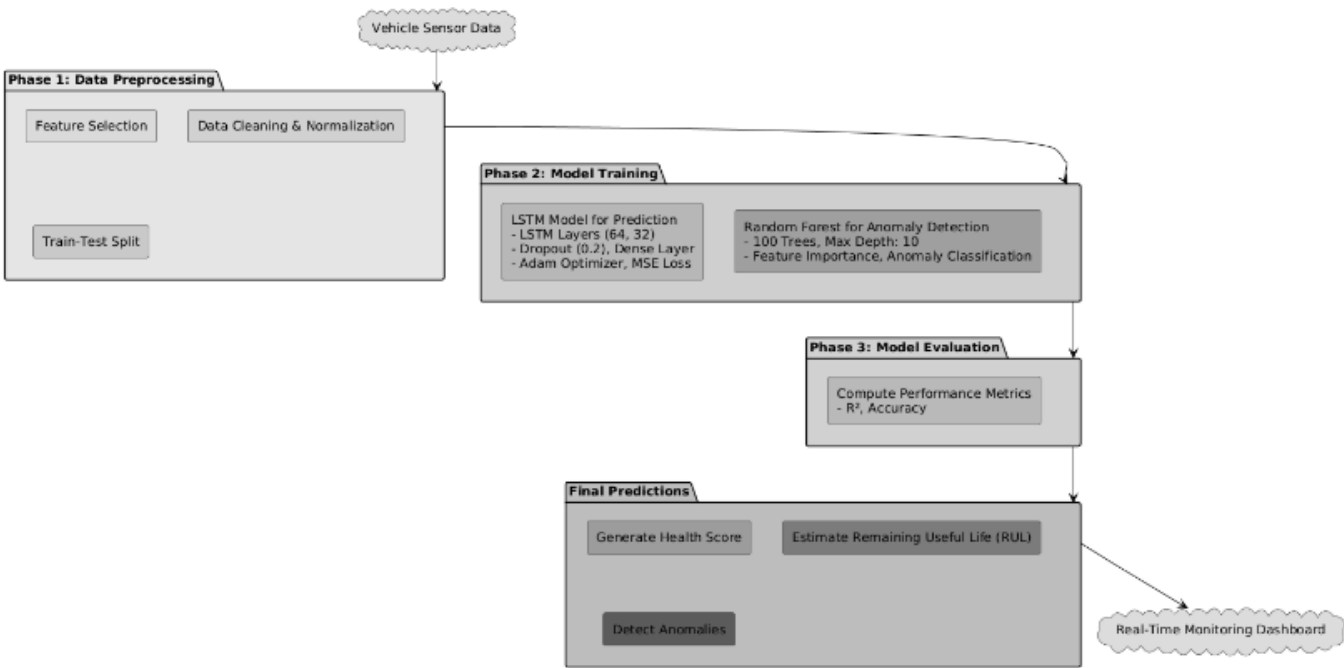 Vehicle Sensor Data
Phase 1: Data Preprocessing
Feature Selection
Data Cleaning & Normalization
Train-Test Split
Phase 2: Model Training
LSTM Model for Prediction
- LSTM Layers (64, 32)
- Dropout (0.2), Dense Layer
- Adam Optimizer, MSE Loss
Random Forest for Anomaly Detection
- 100 Trees, Max Depth: 10
- Feature Importance, Anomaly Classification
Phase 3: Model Evaluation
Compute Performance Metrics
- R², Accuracy
Final Predictions
Generate Health Score
Estimate Remaining Useful Life (RUL)
Detect Anomalies
Real-Time Monitoring Dashboard